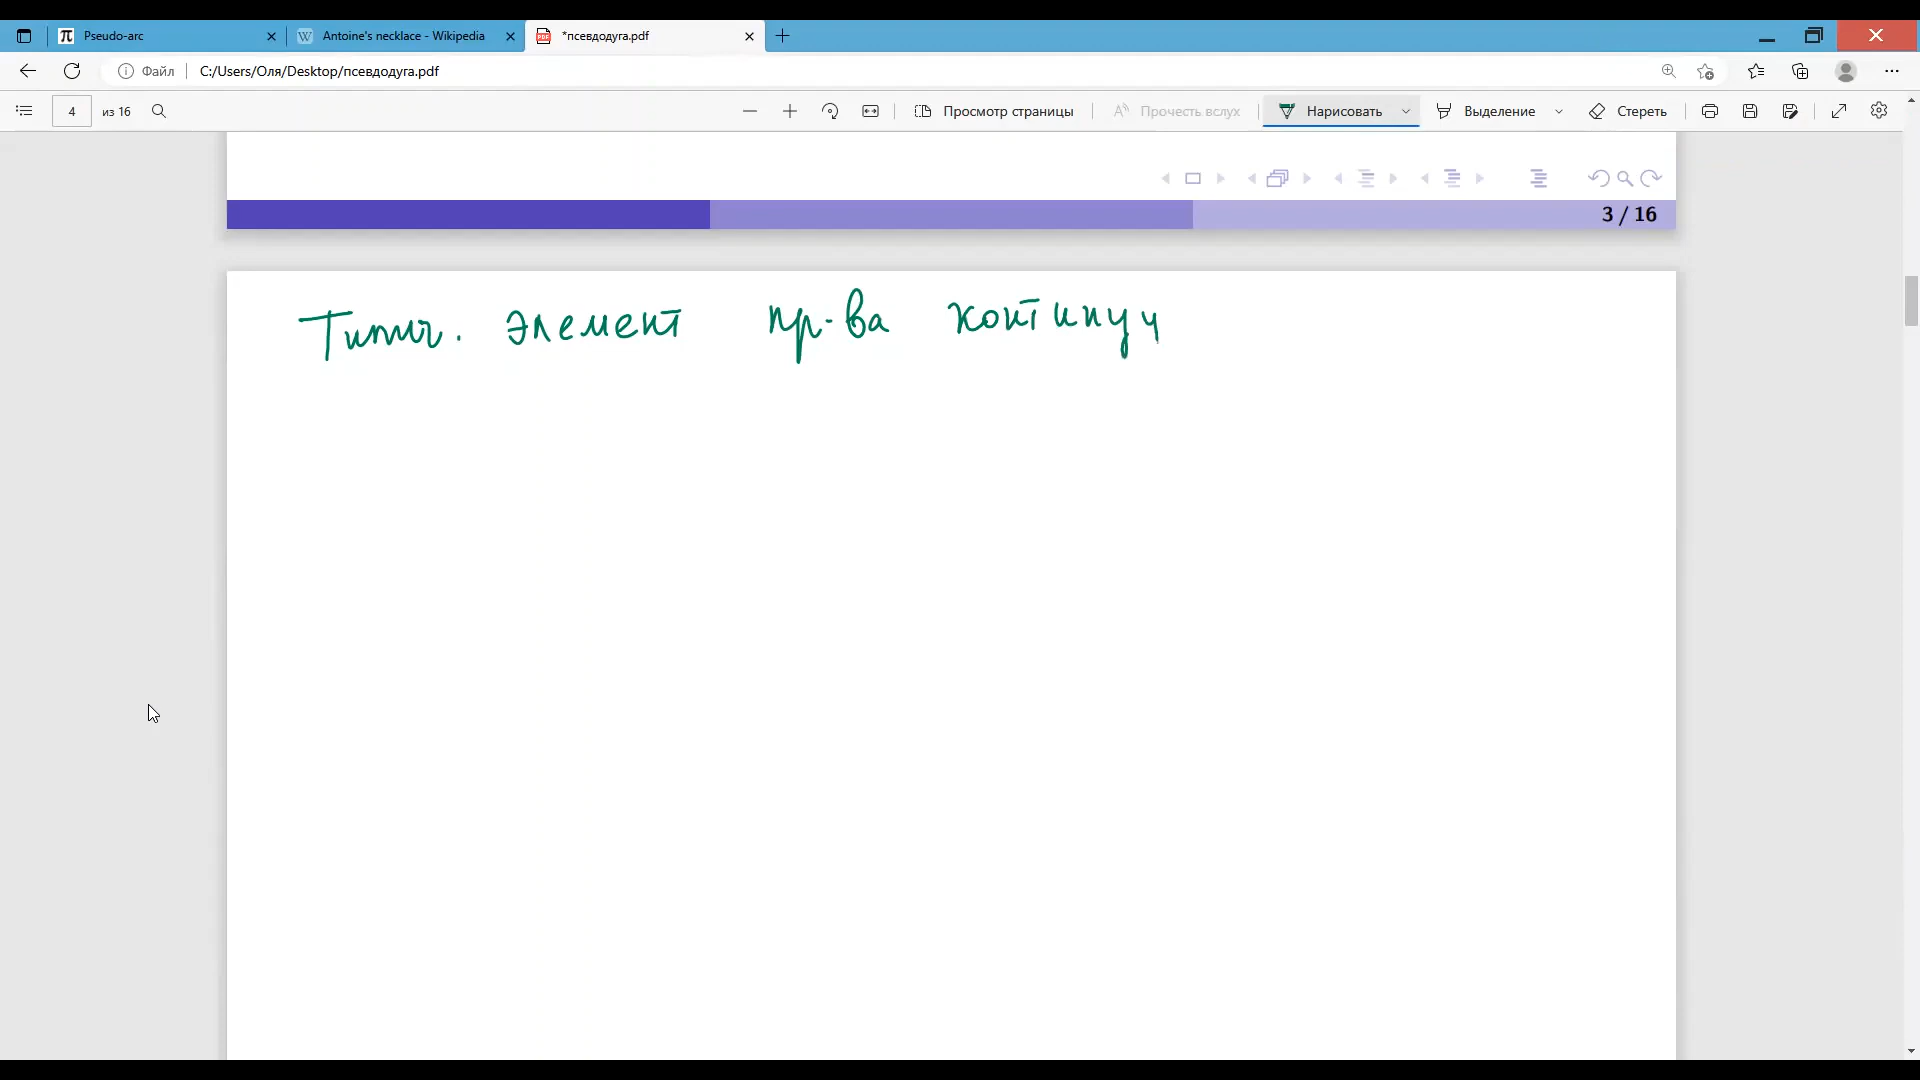 Pseudo-arc
Antoine's necklace - Wikipedia
*псевдодуга.pdf
Файл
C:/Users/Оля/Desktop/псевдодуга.pdf
4 из 16
Просмотр страницы
Прочесть вслух
Нарисовать
Выделение
Стереть
3 / 16
Типич. элемент пр-ва континуу